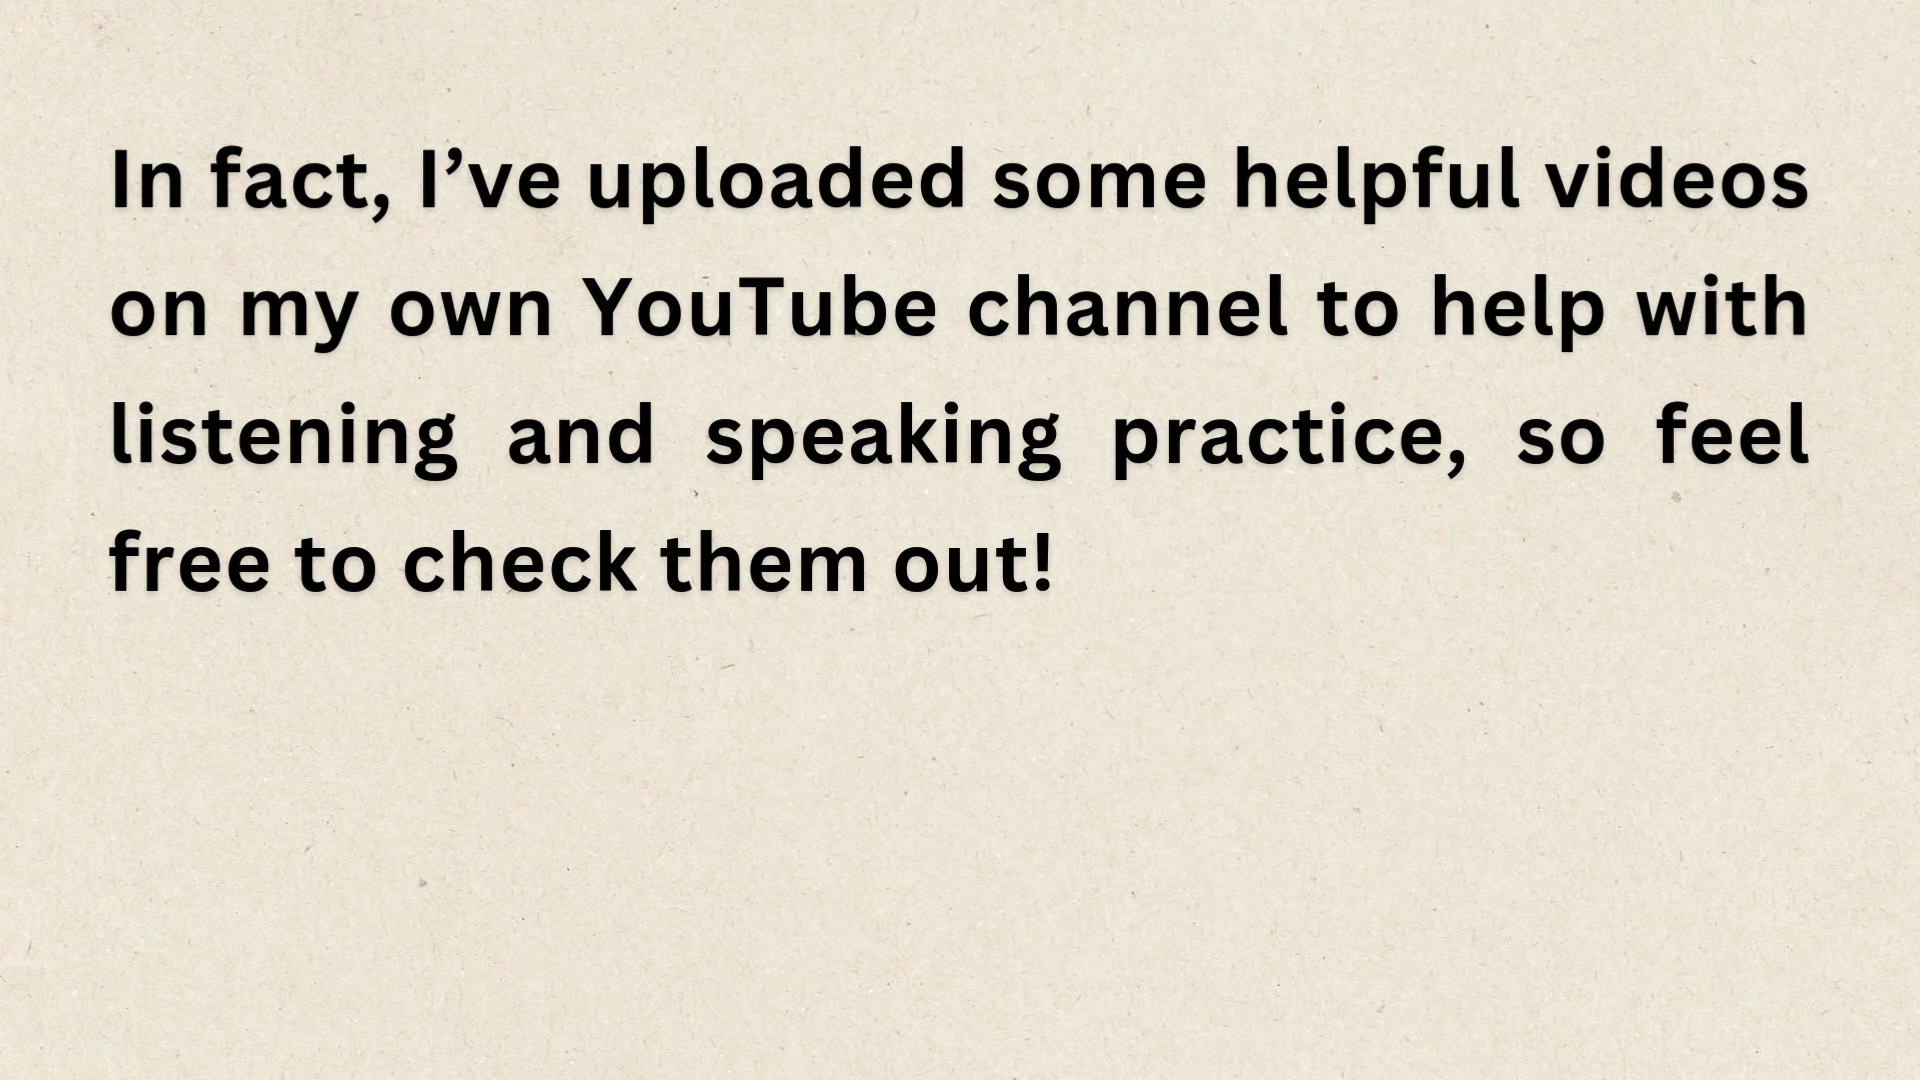 In fact, I’ve uploaded some helpful videos
on my own YouTube channel to help with
listening and speaking practice, so feel
free to check them out!